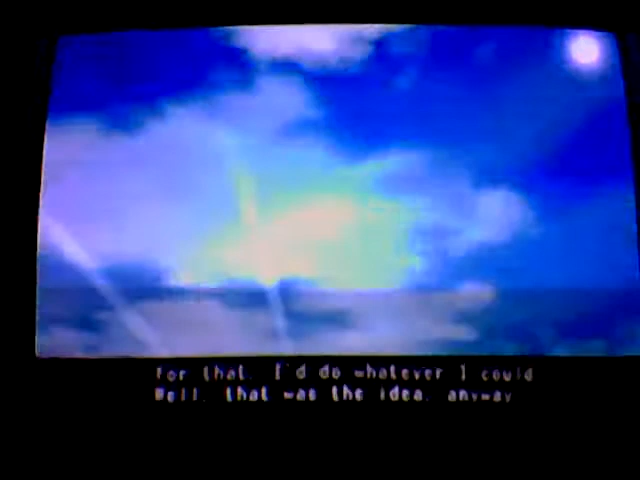 For that, I'd do whatever I could
Well, that was the idea, anyway